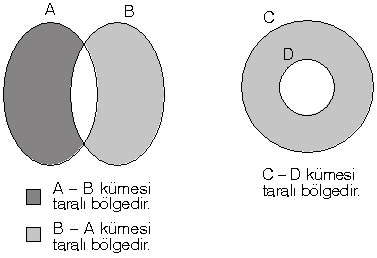 A
B
A – B kümesi
taralı bölgedir.
B – A kümesi
taralı bölgedir.
C
D
C – D kümesi
taralı bölgedir.